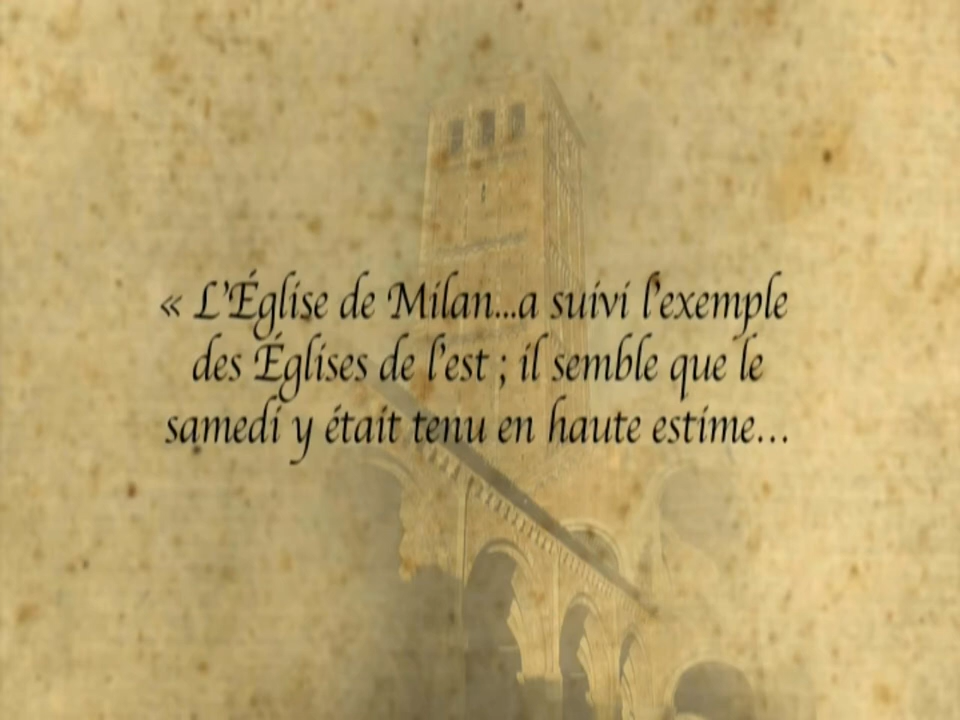 « L'Église de Milan...a suivi l'exemple
des Églises de l'est ; il semble que le
samedi y était tenu en haute estime...